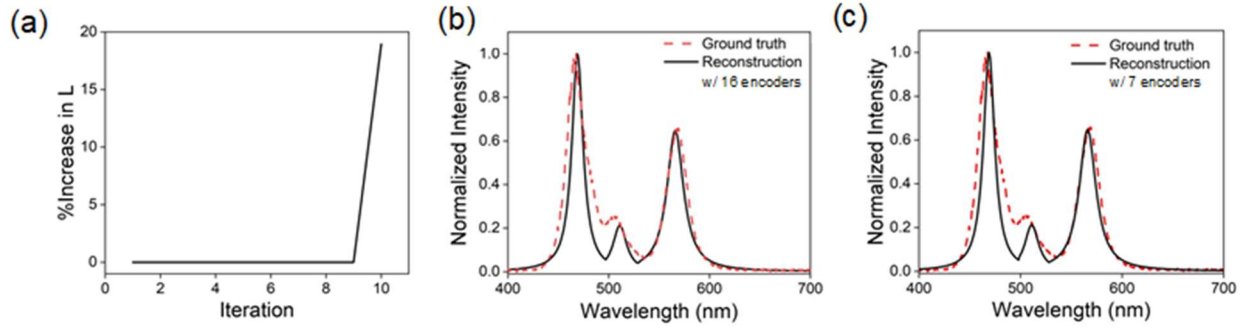 (a)
20
15
10
5
0
%Increase in L
0 2 4 6 8 10
Iteration
(b)
Ground truth
Reconstruction
w/ 16 encoders
1.0
0.8
0.6
0.4
0.2
0.0
Normalized Intensity
400 500 600 700
Wavelength (nm)
(c)
Ground truth
Reconstruction
w/ 7 encoders
1.0
0.8
0.6
0.4
0.2
0.0
Normalized Intensity
400 500 600 700
Wavelength (nm)